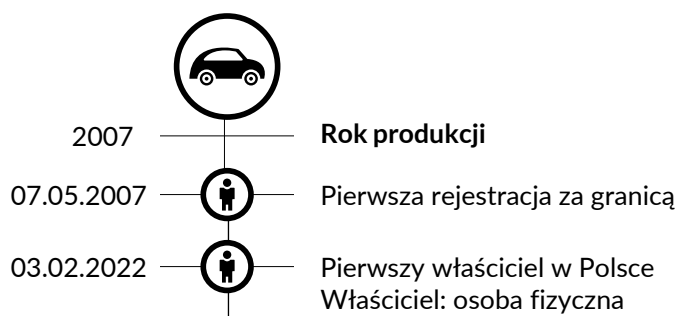 2007 Rok produkcji
07.05.2007 Pierwsza rejestracja za granicą
03.02.2022 Pierwszy właściciel w Polsce
Właściciel: osoba fizyczna